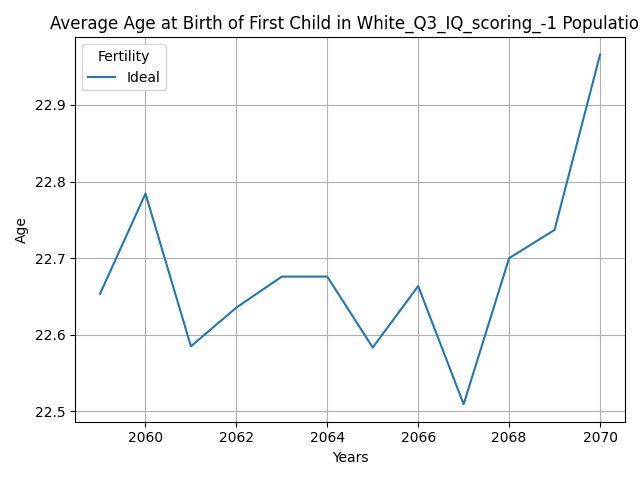 Average Age at Birth of First Child in White_Q3_IQ_scoring_-1 Populatio
Fertility
Ideal
22.9
22.8
22.7
22.6
22.5
Age
2060 2062 2064 2066 2068 2070
Years